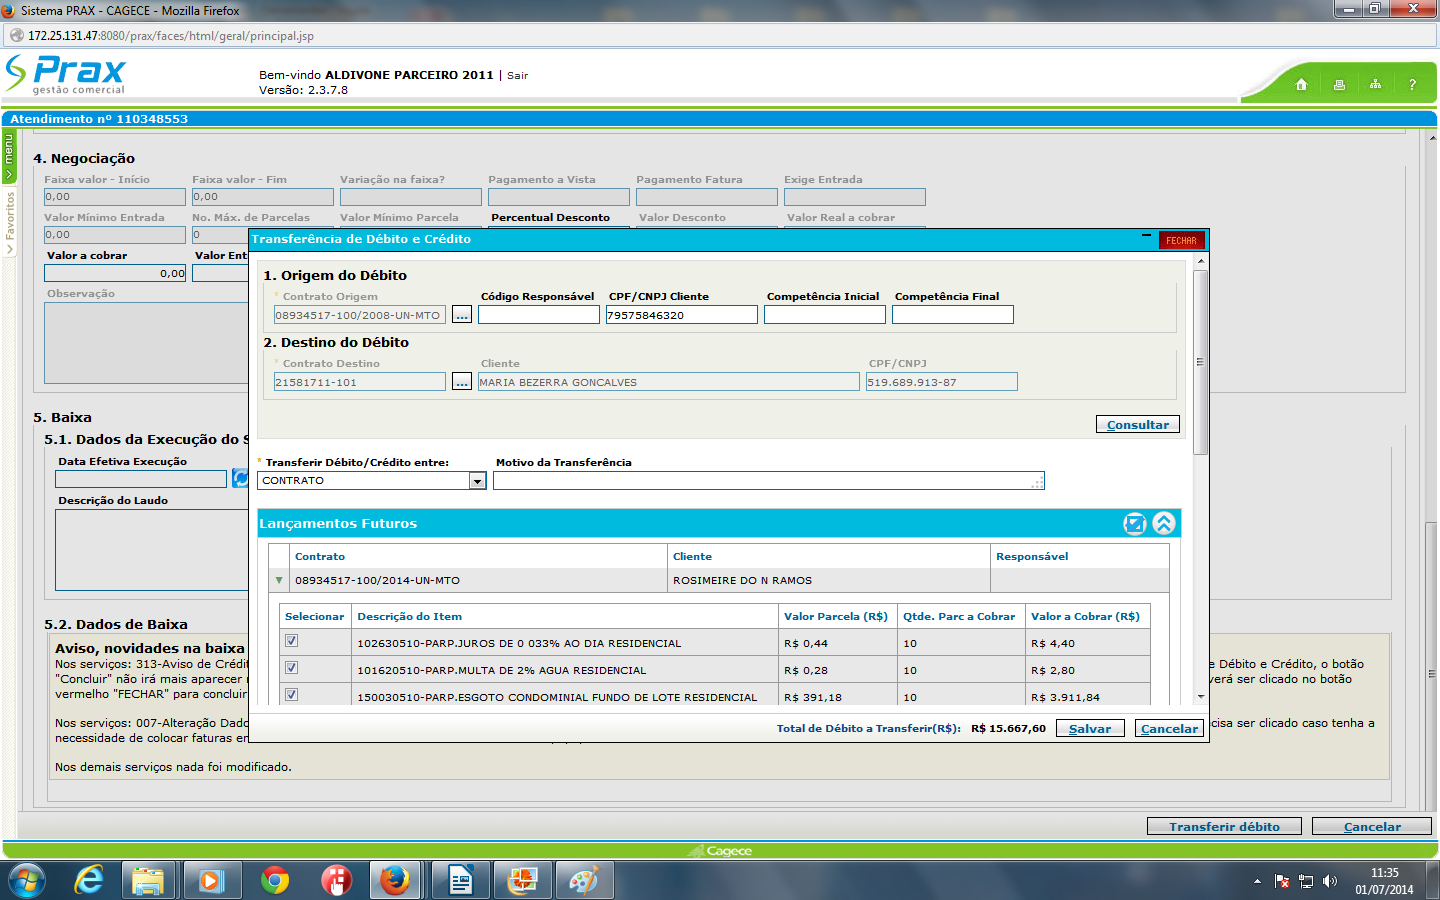 Sistema PRAX - CAGECE - Mozilla Firefox
172.25.131.47:8080/prax/faces/html/geral/principal.jsp
Prax
gestão comercial
Bem-vindo ALDIVONE PARCEIRO 2011 | Sair
Versão: 2.3.7.8
?
Atendimento nº 110348553
menu
Favoritos
4. Negociação
Faixa valor - Início Faixa valor - Fim Variação na faixa? Pagamento a Vista Pagamento Fatura Exige Entrada
0,00 0,00
Valor Mínimo Entrada No. Máx. de Parcelas Valor Mínimo Parcela Percentual Desconto Valor Desconto Valor Real a cobrar
0,00 0
Valor a cobrar Valor Ent
0,00
Observação
Transferência de Débito e Crédito FECHAR
1. Origem do Débito
* Contrato Origem Código Responsável CPF/CNPJ Cliente Competência Inicial Competência Final
08934517-100/2008-UN-MTO ... 79575846320
2. Destino do Débito
* Contrato Destino Cliente CPF/CNPJ
21581711-101 ... MARIA BEZERRA GONCALVES 519.689.913-87
Consultar
* Transferir Débito/Crédito entre: Motivo da Transferência
CONTRATO
Lançamentos Futuros
Contrato Cliente Responsável
08934517-100/2014-UN-MTO ROSIMEIRE DO N RAMOS
Selecionar Descrição do Item Valor Parcela (R$) Qtde. Parc a Cobrar Valor a Cobrar (R$)
102630510-PARP.JUROS DE 0 033% AO DIA RESIDENCIAL R$ 0,44 10 R$ 4,40
101620510-PARP.MULTA DE 2% AGUA RESIDENCIAL R$ 0,28 10 R$ 2,80
150030510-PARP.ESGOTO CONDOMINIAL FUNDO DE LOTE RESIDENCIAL R$ 391,18 10 R$ 3.911,84
Total de Débito a Transferir(R$): R$ 15.667,60 Salvar Cancelar
5. Baixa
5.1. Dados da Execução do S
Data Efetiva Execução
Descrição do Laudo
5.2. Dados de Baixa
Aviso, novidades na baixa
Nos serviços: 313-Aviso de Crédit e Débito e Crédito, o botão
"Concluir" não irá mais aparecer verá ser clicado no botão
vermelho "FECHAR" para concluir
Nos serviços: 007-Alteração Dado cisa ser clicado caso tenha a
necessidade de colocar faturas em
Nos demais serviços nada foi modificado.
Transferir débito Cancelar
Cagece
11:35
01/07/2014